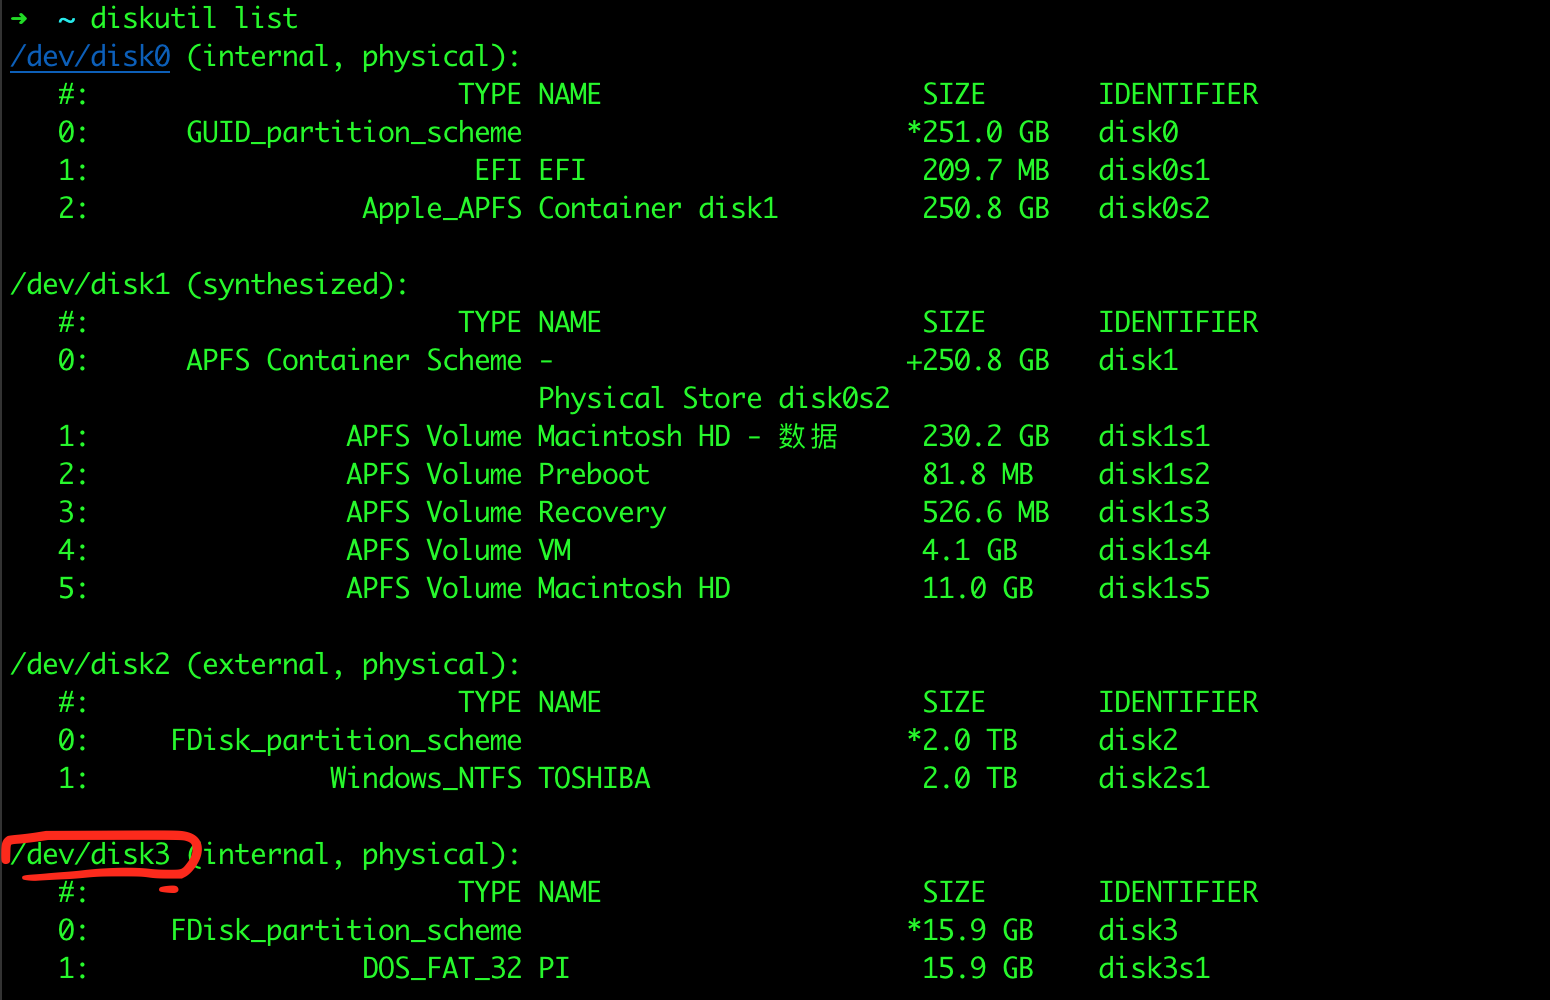 ➜  ~ diskutil list
/dev/disk0 (internal, physical):
   #:                       TYPE NAME                    SIZE       IDENTIFIER
   0:      GUID_partition_scheme                        *251.0 GB   disk0
   1:                        EFI EFI                     209.7 MB   disk0s1
   2:                 Apple_APFS Container disk1         250.8 GB   disk0s2

/dev/disk1 (synthesized):
   #:                       TYPE NAME                    SIZE       IDENTIFIER
   0:      APFS Container Scheme -                      +250.8 GB   disk1
                                 Physical Store disk0s2
   1:                APFS Volume Macintosh HD - 数据     230.2 GB   disk1s1
   2:                APFS Volume Preboot                 81.8 MB    disk1s2
   3:                APFS Volume Recovery                526.6 MB   disk1s3
   4:                APFS Volume VM                      4.1 GB     disk1s4
   5:                APFS Volume Macintosh HD            11.0 GB    disk1s5

/dev/disk2 (external, physical):
   #:                       TYPE NAME                    SIZE       IDENTIFIER
   0:     FDisk_partition_scheme                        *2.0 TB     disk2
   1:               Windows_NTFS TOSHIBA                 2.0 TB     disk2s1

/dev/disk3 (internal, physical):
   #:                       TYPE NAME                    SIZE       IDENTIFIER
   0:     FDisk_partition_scheme                        *15.9 GB    disk3
   1:                 DOS_FAT_32 PI                      15.9 GB    disk3s1